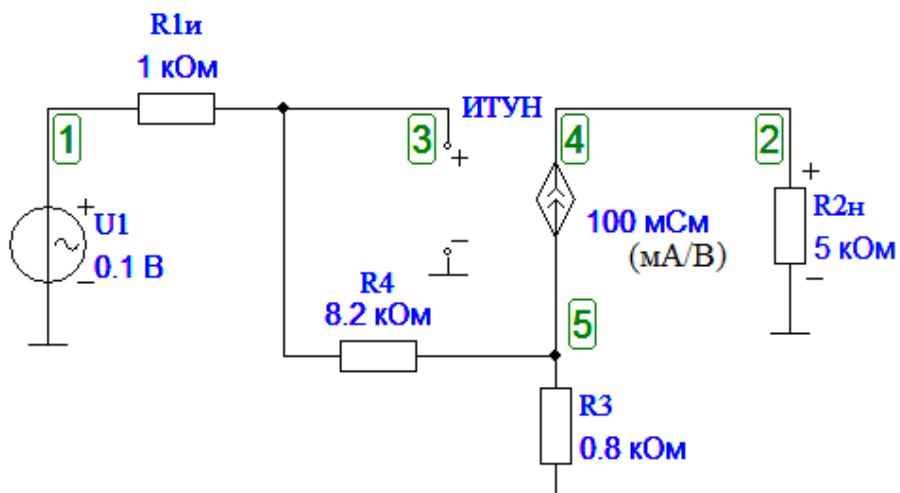 R1и
1 кОм
ИТУН
1
3
4
2
+
+
+
U1
0.1 В
−
−
100 мСм
(мА/В)
R2н
5 кОм
−
R4
8.2 кОм
5
R3
0.8 кОм